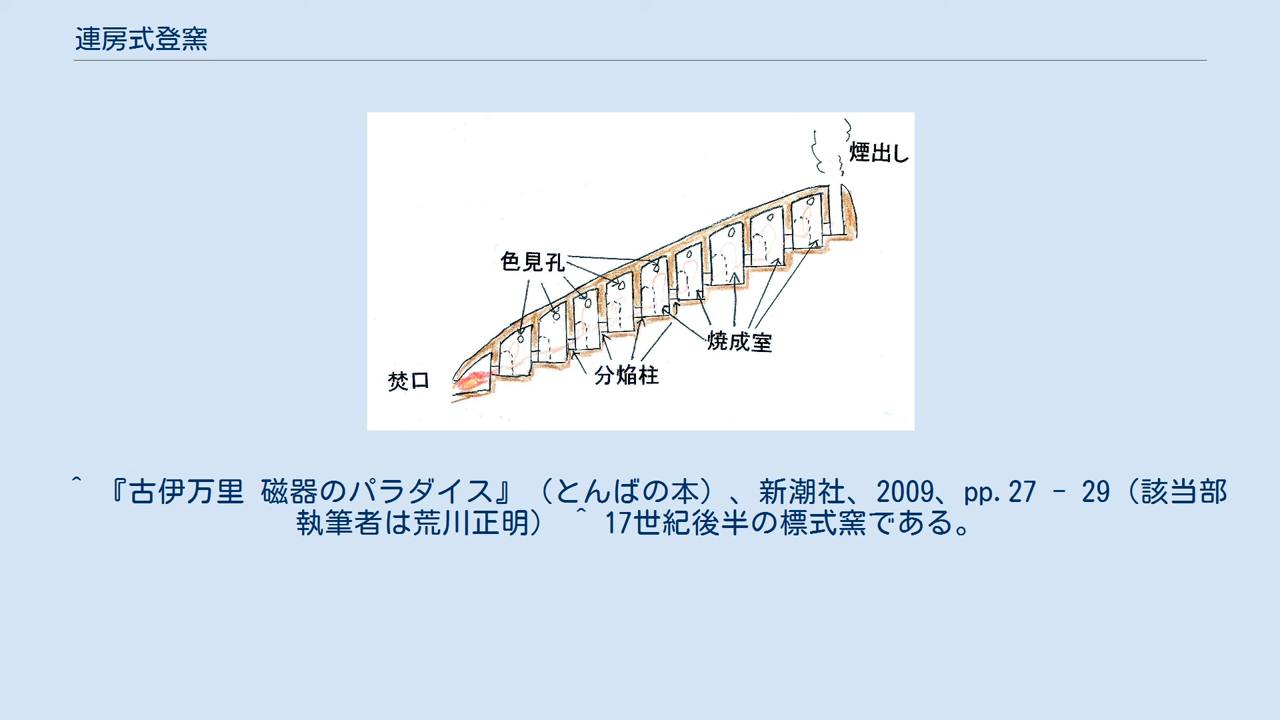 連房式登窯
煙出し
色見孔
焼成室
分焔柱
焚口
^ 『古伊万里 磁器のパラダイス』（とんばの本）、新潮社、2009、pp.27 - 29（該当部
執筆者は荒川正明） ^ 17世紀後半の標式窯である。